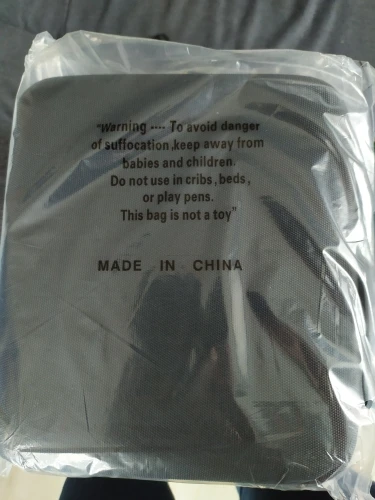 "Warning ---- To avoid danger
of suffocation,keep away from
babies and children.
Do not use in cribs, beds,
or play pens.
This bag is not a toy"
MADE IN CHINA